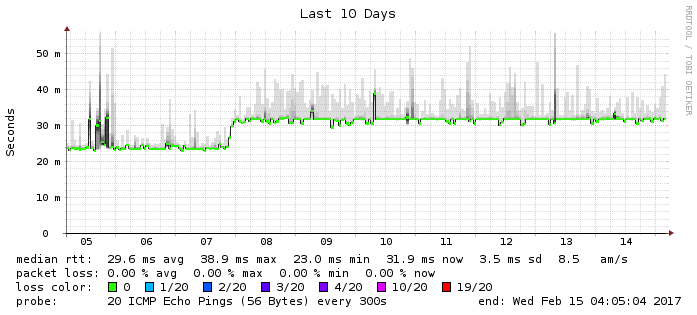 Last 10 Days
RRDTOOL / TOBI OETIKER
Seconds
50 m
40 m
30 m
20 m
10 m
0
05 06 07 08 09 10 11 12 13 14
median rtt: 29.6 ms avg 38.9 ms max 23.0 ms min 31.9 ms now 3.5 ms sd 8.5 am/s
packet loss: 0.00 % avg 0.00 % max 0.00 % min 0.00 % now
loss color: 0 1/20 2/20 3/20 4/20 10/20 19/20
probe: 20 ICMP Echo Pings (56 Bytes) every 300s end: Wed Feb 15 04:05:04 2017